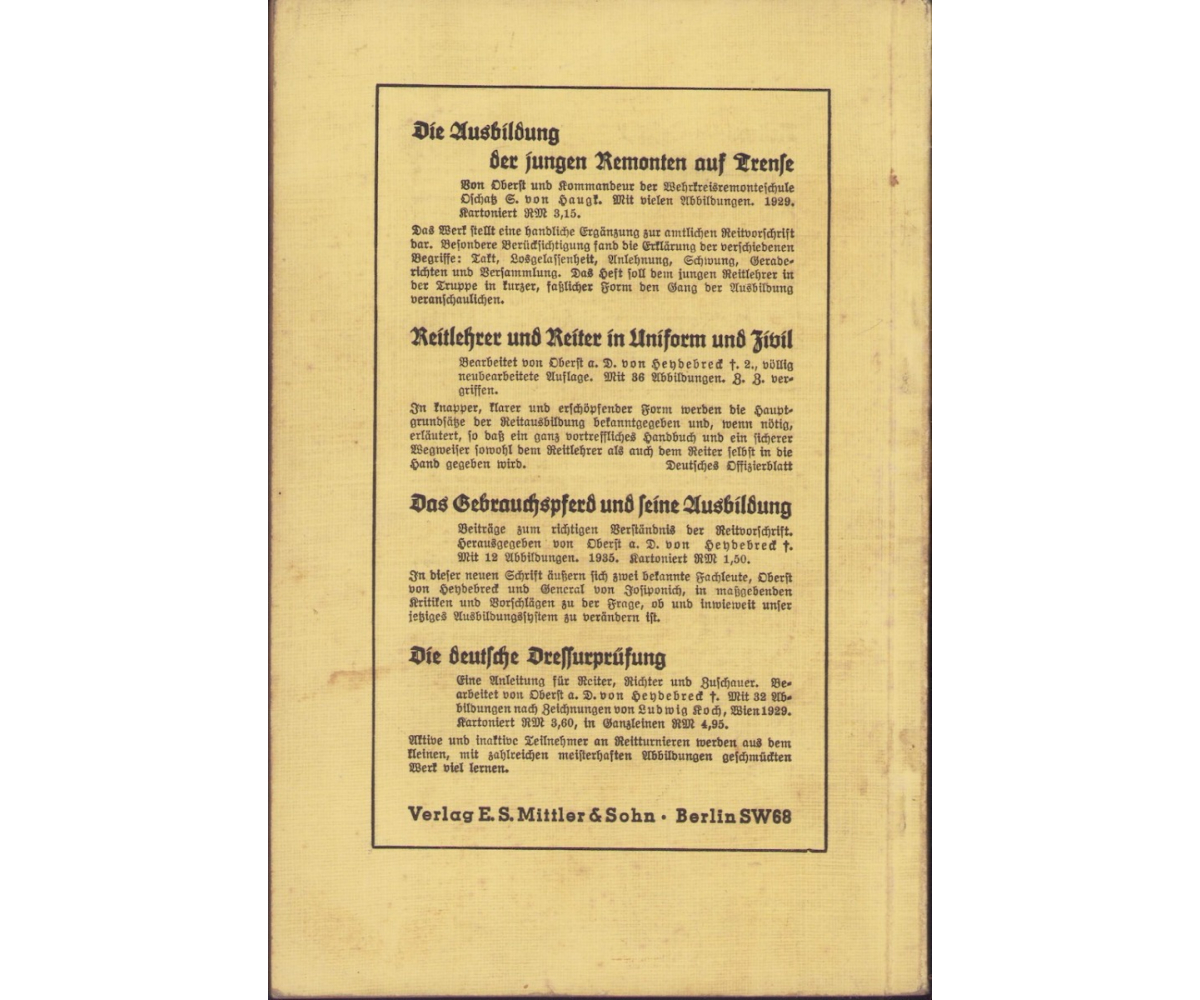 Die Ausbildung
der jungen Remonten auf Trense
Von Oberst und Kommandeur der Wehrkreisremonteschule
Oschatz S. von Haugk. Mit vielen Abbildungen. 1929.
Kartoniert RM 3,15.
Das Werk stellt eine handliche Ergänzung zur amtlichen Reitvorschrift
dar. Besondere Berücksichtigung fand die Erklärung der verschiedenen
Begriffe: Takt, Losgelassenheit, Anlehnung, Schwung, Gerade-
richten und Versammlung. Das Heft soll dem jungen Reitlehrer in
der Truppe in kurzer, faßlicher Form den Gang der Ausbildung
veranschaulichen.
Reitlehrer und Reiter in Uniform und Zivil
Bearbeitet von Oberst a. D. von Heydebreck †. 2., völlig
neubearbeitete Auflage. Mit 36 Abbildungen. Z. Z. ver-
griffen.
In knapper, klarer und erschöpfender Form werden die Haupt-
grundsätze der Reitausbildung bekanntgegeben und, wenn nötig,
erläutert, so daß ein ganz vortreffliches Handbuch und ein sicherer
Wegweiser sowohl dem Reitlehrer als auch dem Reiter selbst in die
Hand gegeben wird. Deutsches Offizierblatt
Das Gebrauchspferd und seine Ausbildung
Beiträge zum richtigen Verständnis der Reitvorschrift.
Herausgegeben von Oberst a. D. von Heydebreck †.
Mit 12 Abbildungen. 1935. Kartoniert RM 1,50.
In dieser neuen Schrift äußern sich zwei bekannte Fachleute, Oberst
von Heydebreck und General von Josipovich, in maßgebenden
Kritiken und Vorschlägen zu der Frage, ob und inwieweit unser
jetziges Ausbildungssystem zu verändern ist.
Die deutsche Dressurprüfung
Eine Anleitung für Reiter, Richter und Zuschauer. Be-
arbeitet von Oberst a. D. von Heydebreck †. Mit 32 Ab-
bildungen nach Zeichnungen von Ludwig Koch, Wien 1929.
Kartoniert RM 3,60, in Ganzleinen RM 4,95.
Aktive und inaktive Teilnehmer an Reitturnieren werden aus dem
kleinen, mit zahlreichen meisterhaften Abbildungen geschmückten
Werk viel lernen.
Verlag E. S. Mittler & Sohn • Berlin SW68